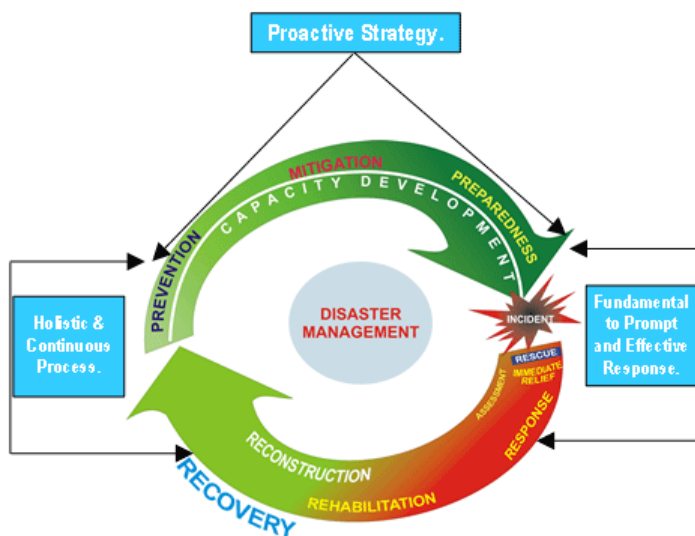 Proactive Strategy.
MITIGATION
CAPACITY DEVELOPMENT
PREPAREDNESS
PREVENTION
Holistic &
Continuous
Process.
DISASTER
MANAGEMENT
INCIDENT
Fundamental
to Prompt
and Effective
Response.
RESCUE
IMMEDIATE
RELIEF
ASSESSMENT
RESPONSE
RECONSTRUCTION
REHABILITATION
RECOVERY